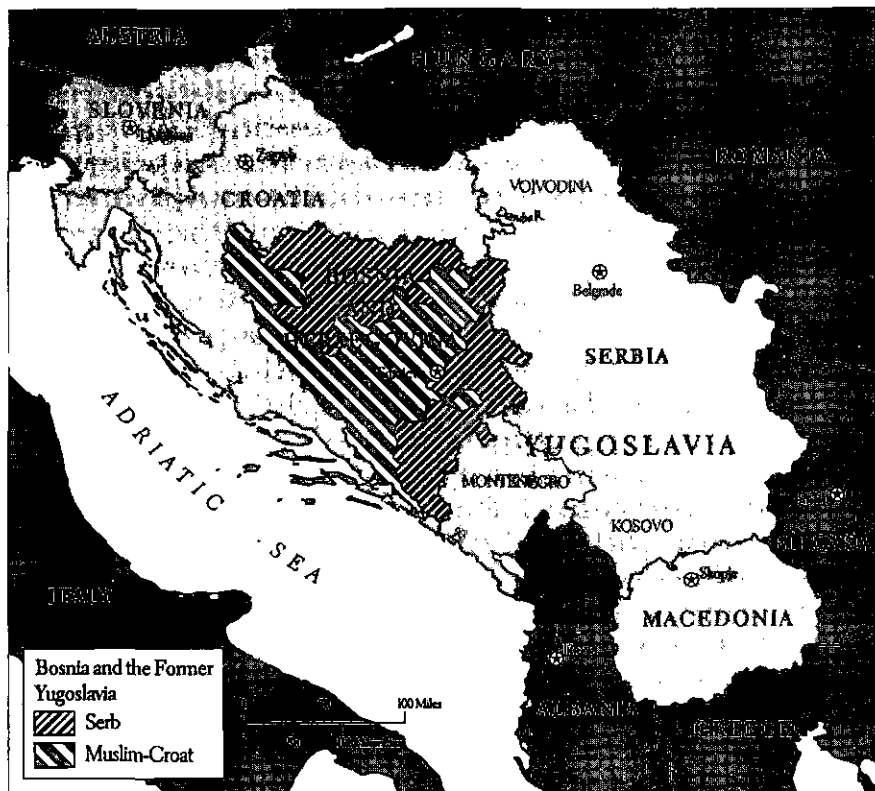 AUSTRIA
HUNGARY
SLOVENIA
Zagreb
ROMANIA
CROATIA
VOJVODINA
Danube R.
BOSNIA
AND
HERZEGOVINA
Belgrade
SERBIA
ADRIATIC
SEA
YUGOSLAVIA
MONTENEGRO
KOSOVO
ITALY
Skopje
MACEDONIA
ALBANIA
GREECE
Bosnia and the Former
Yugoslavia
Serb
Muslim-Croat
100 Miles